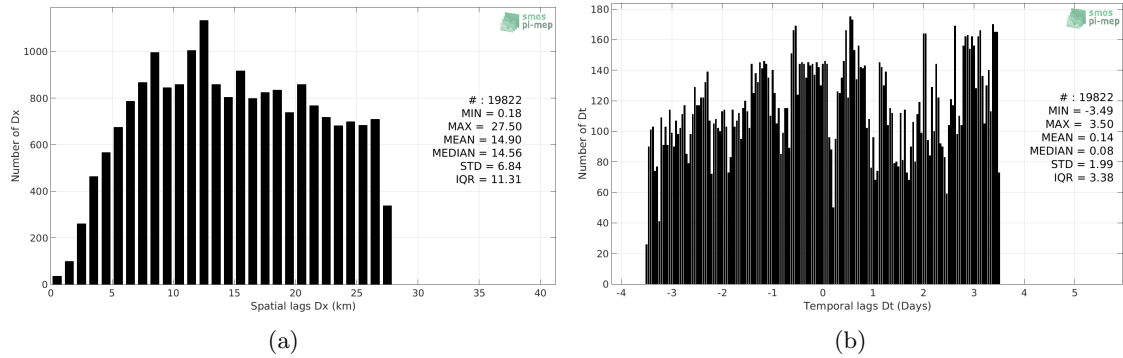 smos
pi-mep
1000
800
600
400
200
0
Number of Dx
# : 19822
MIN = 0.18
MAX = 27.50
MEAN = 14.90
MEDIAN = 14.56
STD = 6.84
IQR = 11.31
0 5 10 15 20 25 30 35 40
Spatial lags Dx (km)
(a)
smos
pi-mep
180
160
140
120
100
80
60
40
20
0
Number of Dt
# : 19822
MIN = -3.49
MAX = 3.50
MEAN = 0.14
MEDIAN = 0.08
STD = 1.99
IQR = 3.38
-4 -3 -2 -1 0 1 2 3 4 5
Temporal lags Dt (Days)
(b)